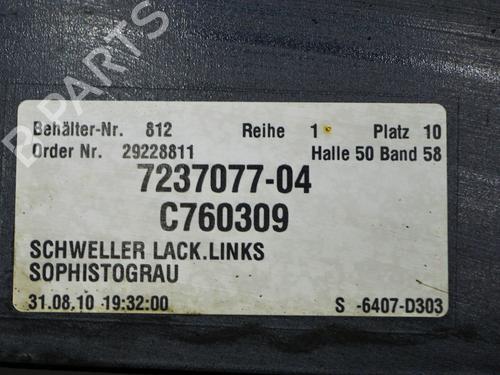 Behälter-Nr. 812 Reihe 1 Platz 10
Order Nr. 29228811 Halle 50 Band 58
7237077-04
C760309
SCHWELLER LACK.LINKS
SOPHISTOGRAU
31.08.10 19:32:00 S -6407-D303